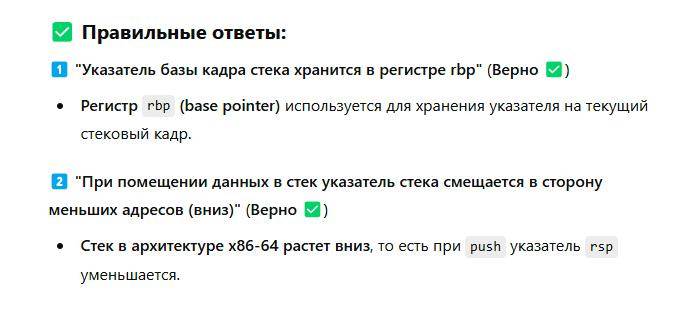 ✅ Правильные ответы:
1️⃣ "Указатель базы кадра стека хранится в регистре rbp" (Верно ✅)
• Регистр rbp (base pointer) используется для хранения указателя на текущий
стековый кадр.
2️⃣ "При помещении данных в стек указатель стека смещается в сторону
меньших адресов (вниз)" (Верно ✅)
• Стек в архитектуре x86-64 растет вниз, то есть при push указатель rsp
уменьшается.